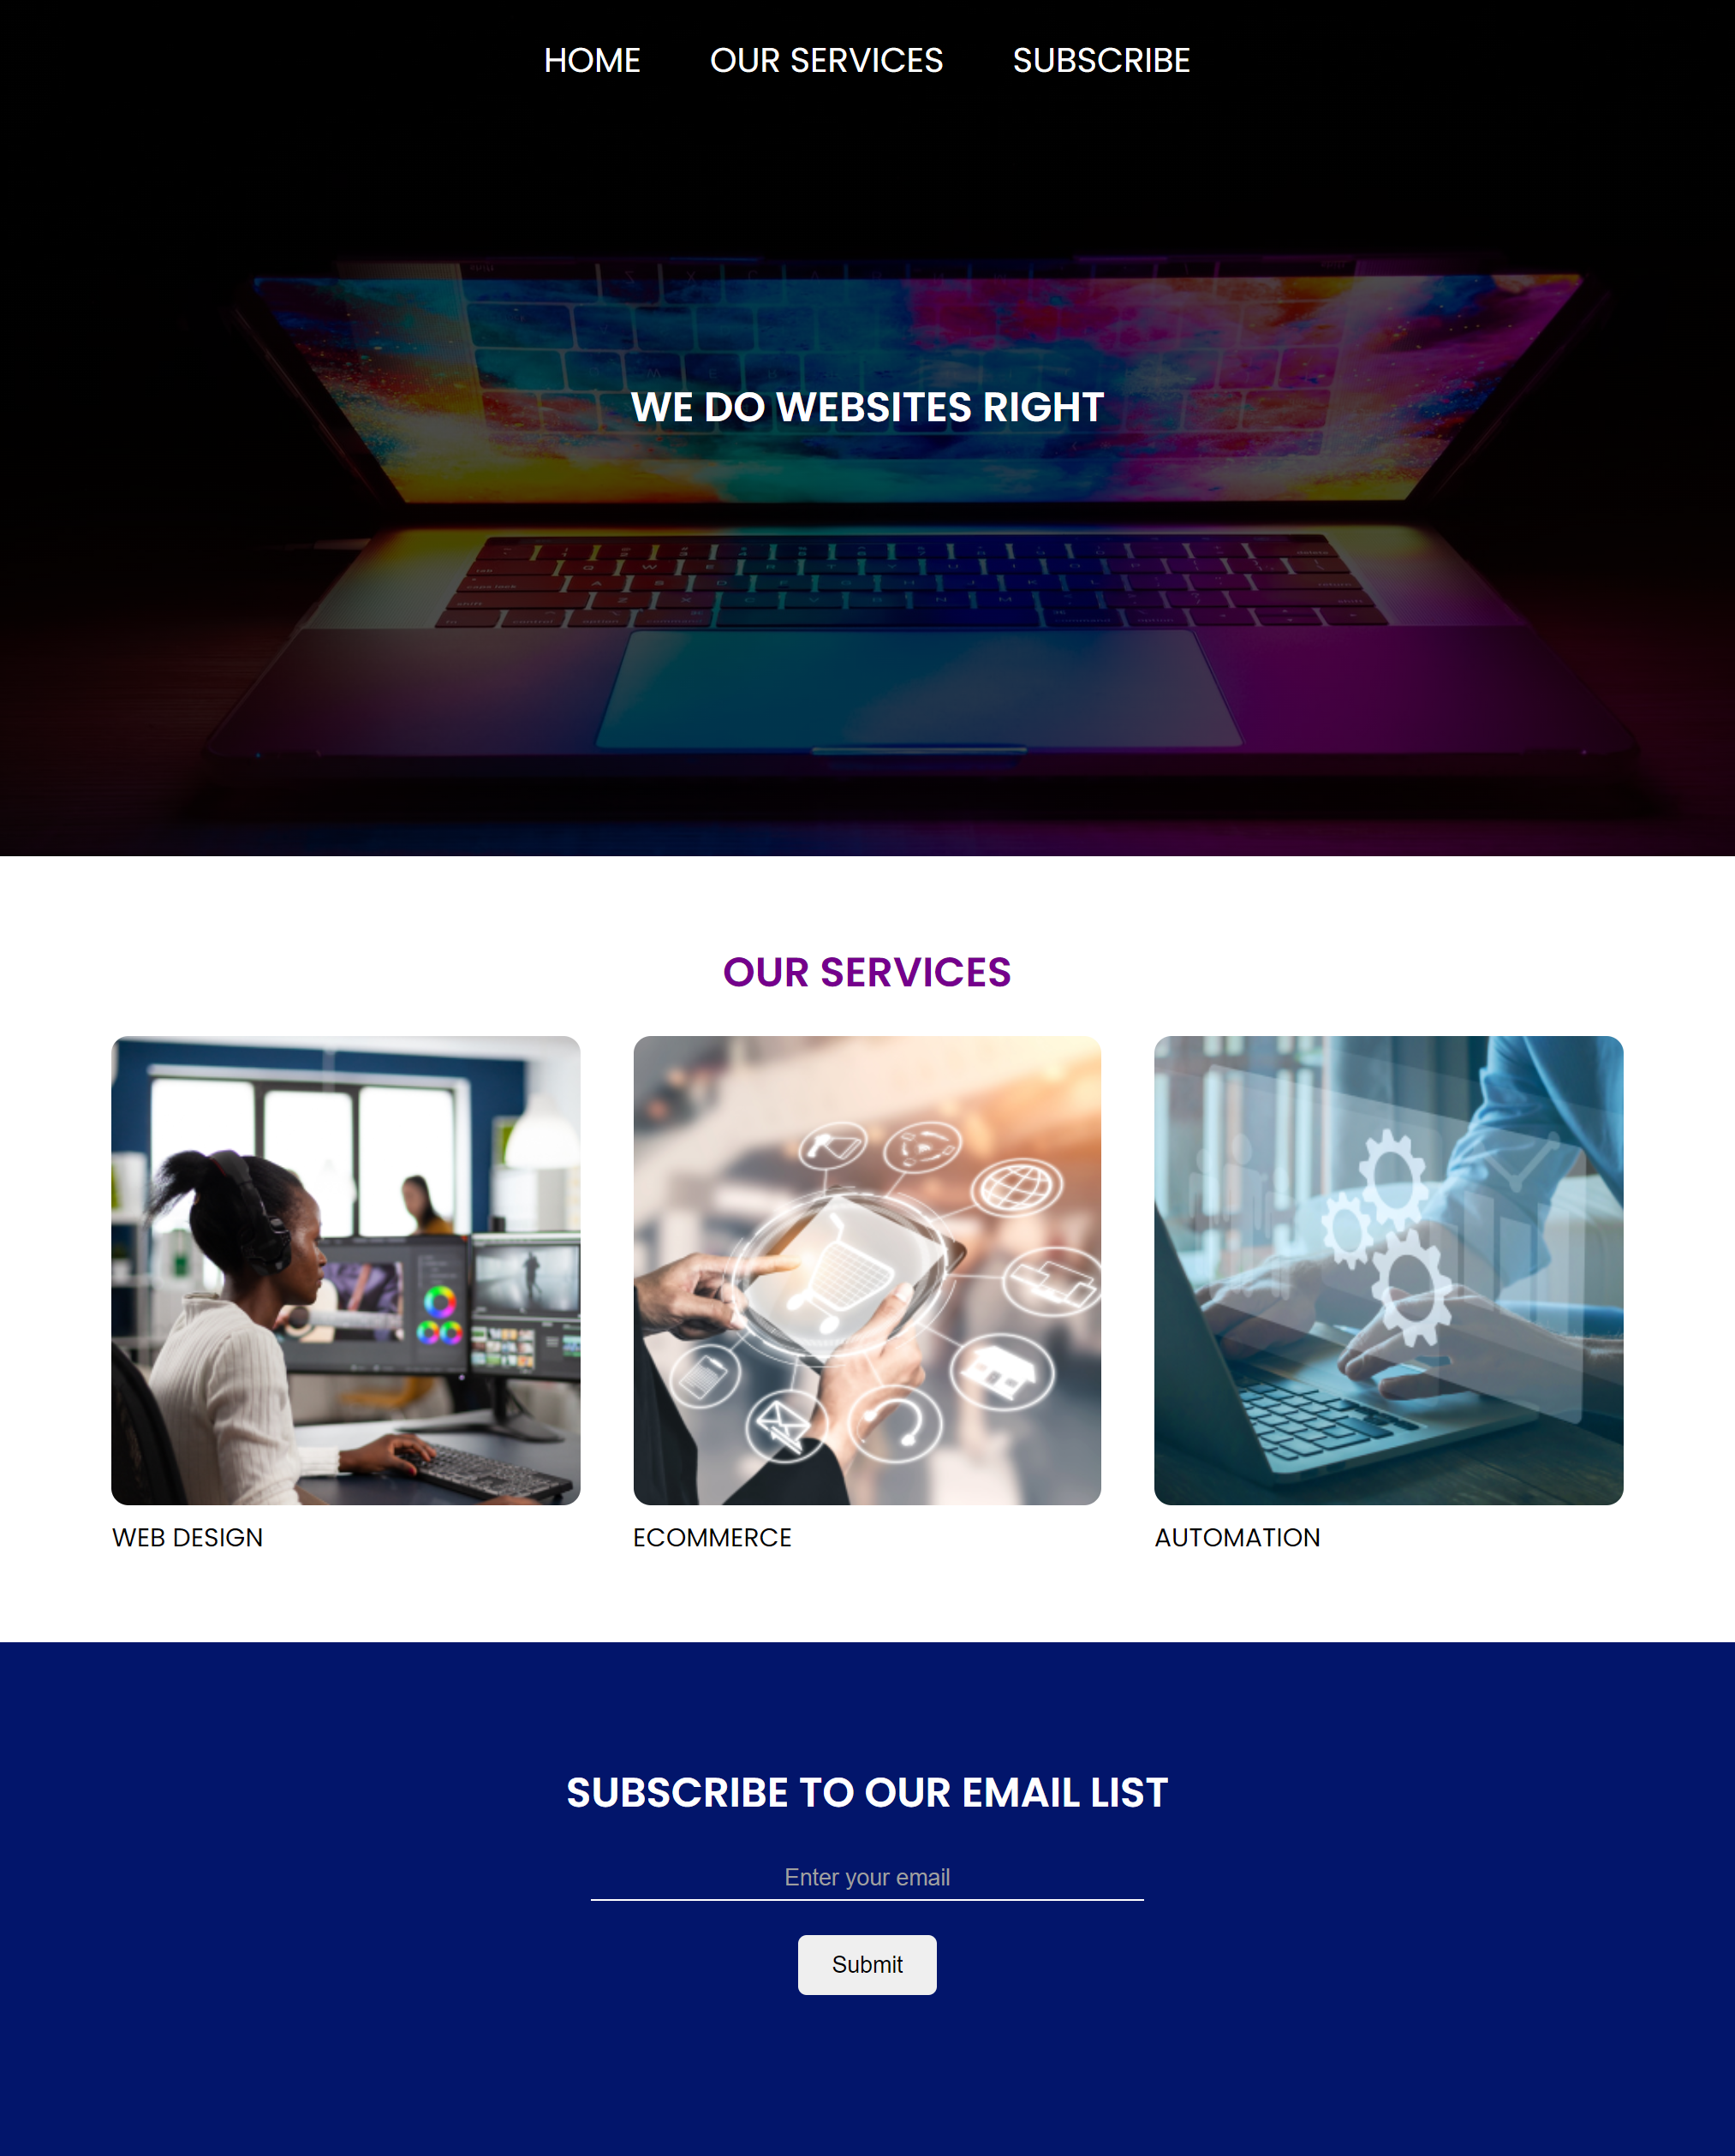 HOME OUR SERVICES SUBSCRIBE
WE DO WEBSITES RIGHT
OUR SERVICES
WEB DESIGN ECOMMERCE AUTOMATION
SUBSCRIBE TO OUR EMAIL LIST
Enter your email
Submit